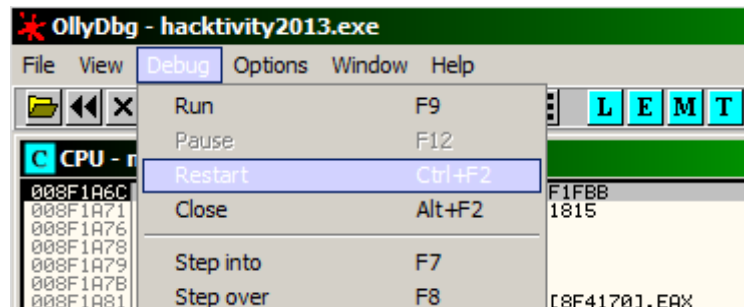 OllyDbg - hacktivity2013.exe
File View Debug Options Window Help
L E M T
Run F9
Pause F12
C CPU - m
Restart Ctrl+F2
008F1A6C F1FBB
008F1A71 Close Alt+F2 1815
008F1A76
008F1A78
008F1A79 Step into F7
008F1A7B
008F1A81 Step over F8 [8F4170],EAX